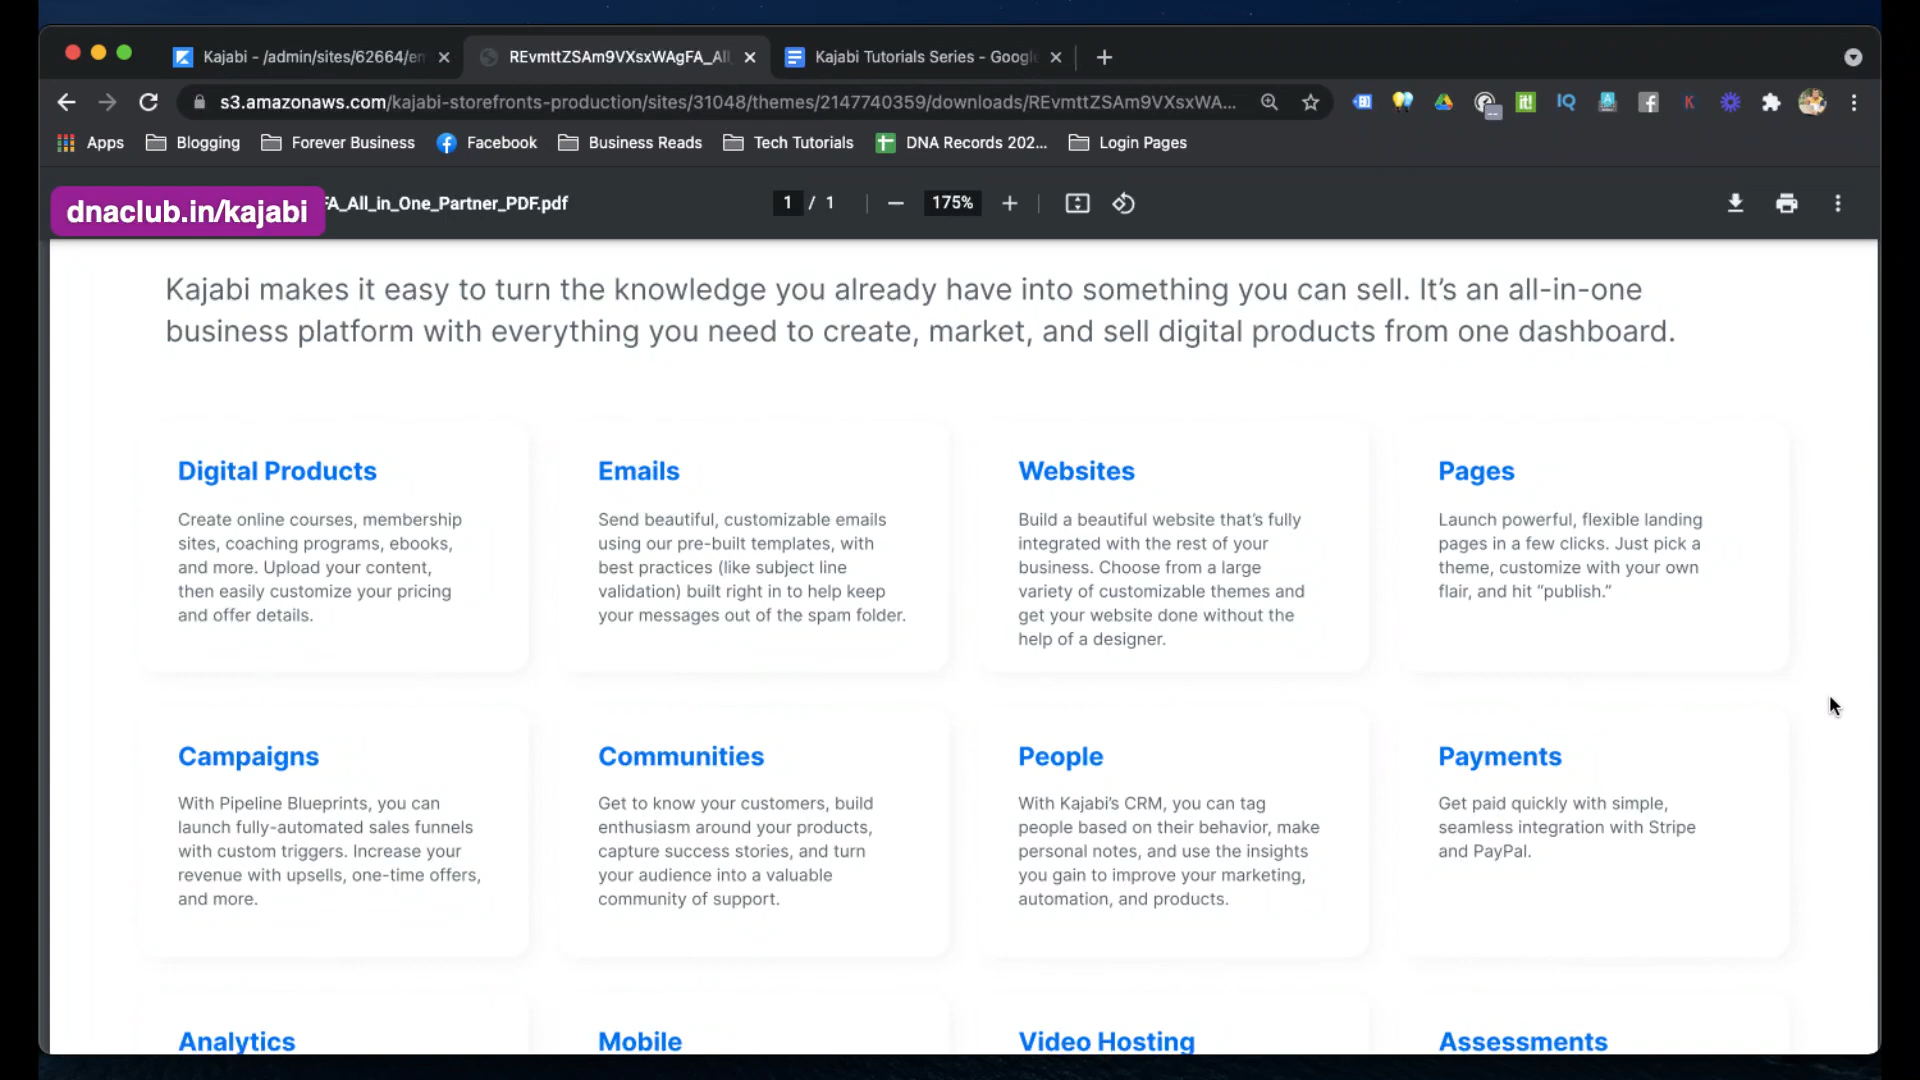 Kajabi - /admin/sites/62664/en
REvmttZSAm9VXsxWAgFA_All
Kajabi Tutorials Series - Google
s3.amazonaws.com/kajabi-storefronts-production/sites/31048/themes/2147740359/downloads/REvmttZSAm9VXsxWA...
Apps
Blogging
Forever Business
Facebook
Business Reads
Tech Tutorials
DNA Records 202...
Login Pages
dnaclub.in/kajabi
FA_All_in_One_Partner_PDF.pdf
1 / 1
175%
Kajabi makes it easy to turn the knowledge you already have into something you can sell. It’s an all-in-one
business platform with everything you need to create, market, and sell digital products from one dashboard.
Digital Products
Create online courses, membership
sites, coaching programs, ebooks,
and more. Upload your content,
then easily customize your pricing
and offer details.
Emails
Send beautiful, customizable emails
using our pre-built templates, with
best practices (like subject line
validation) built right in to help keep
your messages out of the spam folder.
Websites
Build a beautiful website that’s fully
integrated with the rest of your
business. Choose from a large
variety of customizable themes and
get your website done without the
help of a designer.
Pages
Launch powerful, flexible landing
pages in a few clicks. Just pick a
theme, customize with your own
flair, and hit “publish.”
Campaigns
With Pipeline Blueprints, you can
launch fully-automated sales funnels
with custom triggers. Increase your
revenue with upsells, one-time offers,
and more.
Communities
Get to know your customers, build
enthusiasm around your products,
capture success stories, and turn
your audience into a valuable
community of support.
People
With Kajabi’s CRM, you can tag
people based on their behavior, make
personal notes, and use the insights
you gain to improve your marketing,
automation, and products.
Payments
Get paid quickly with simple,
seamless integration with Stripe
and PayPal.
Analytics
Mobile
Video Hosting
Assessments